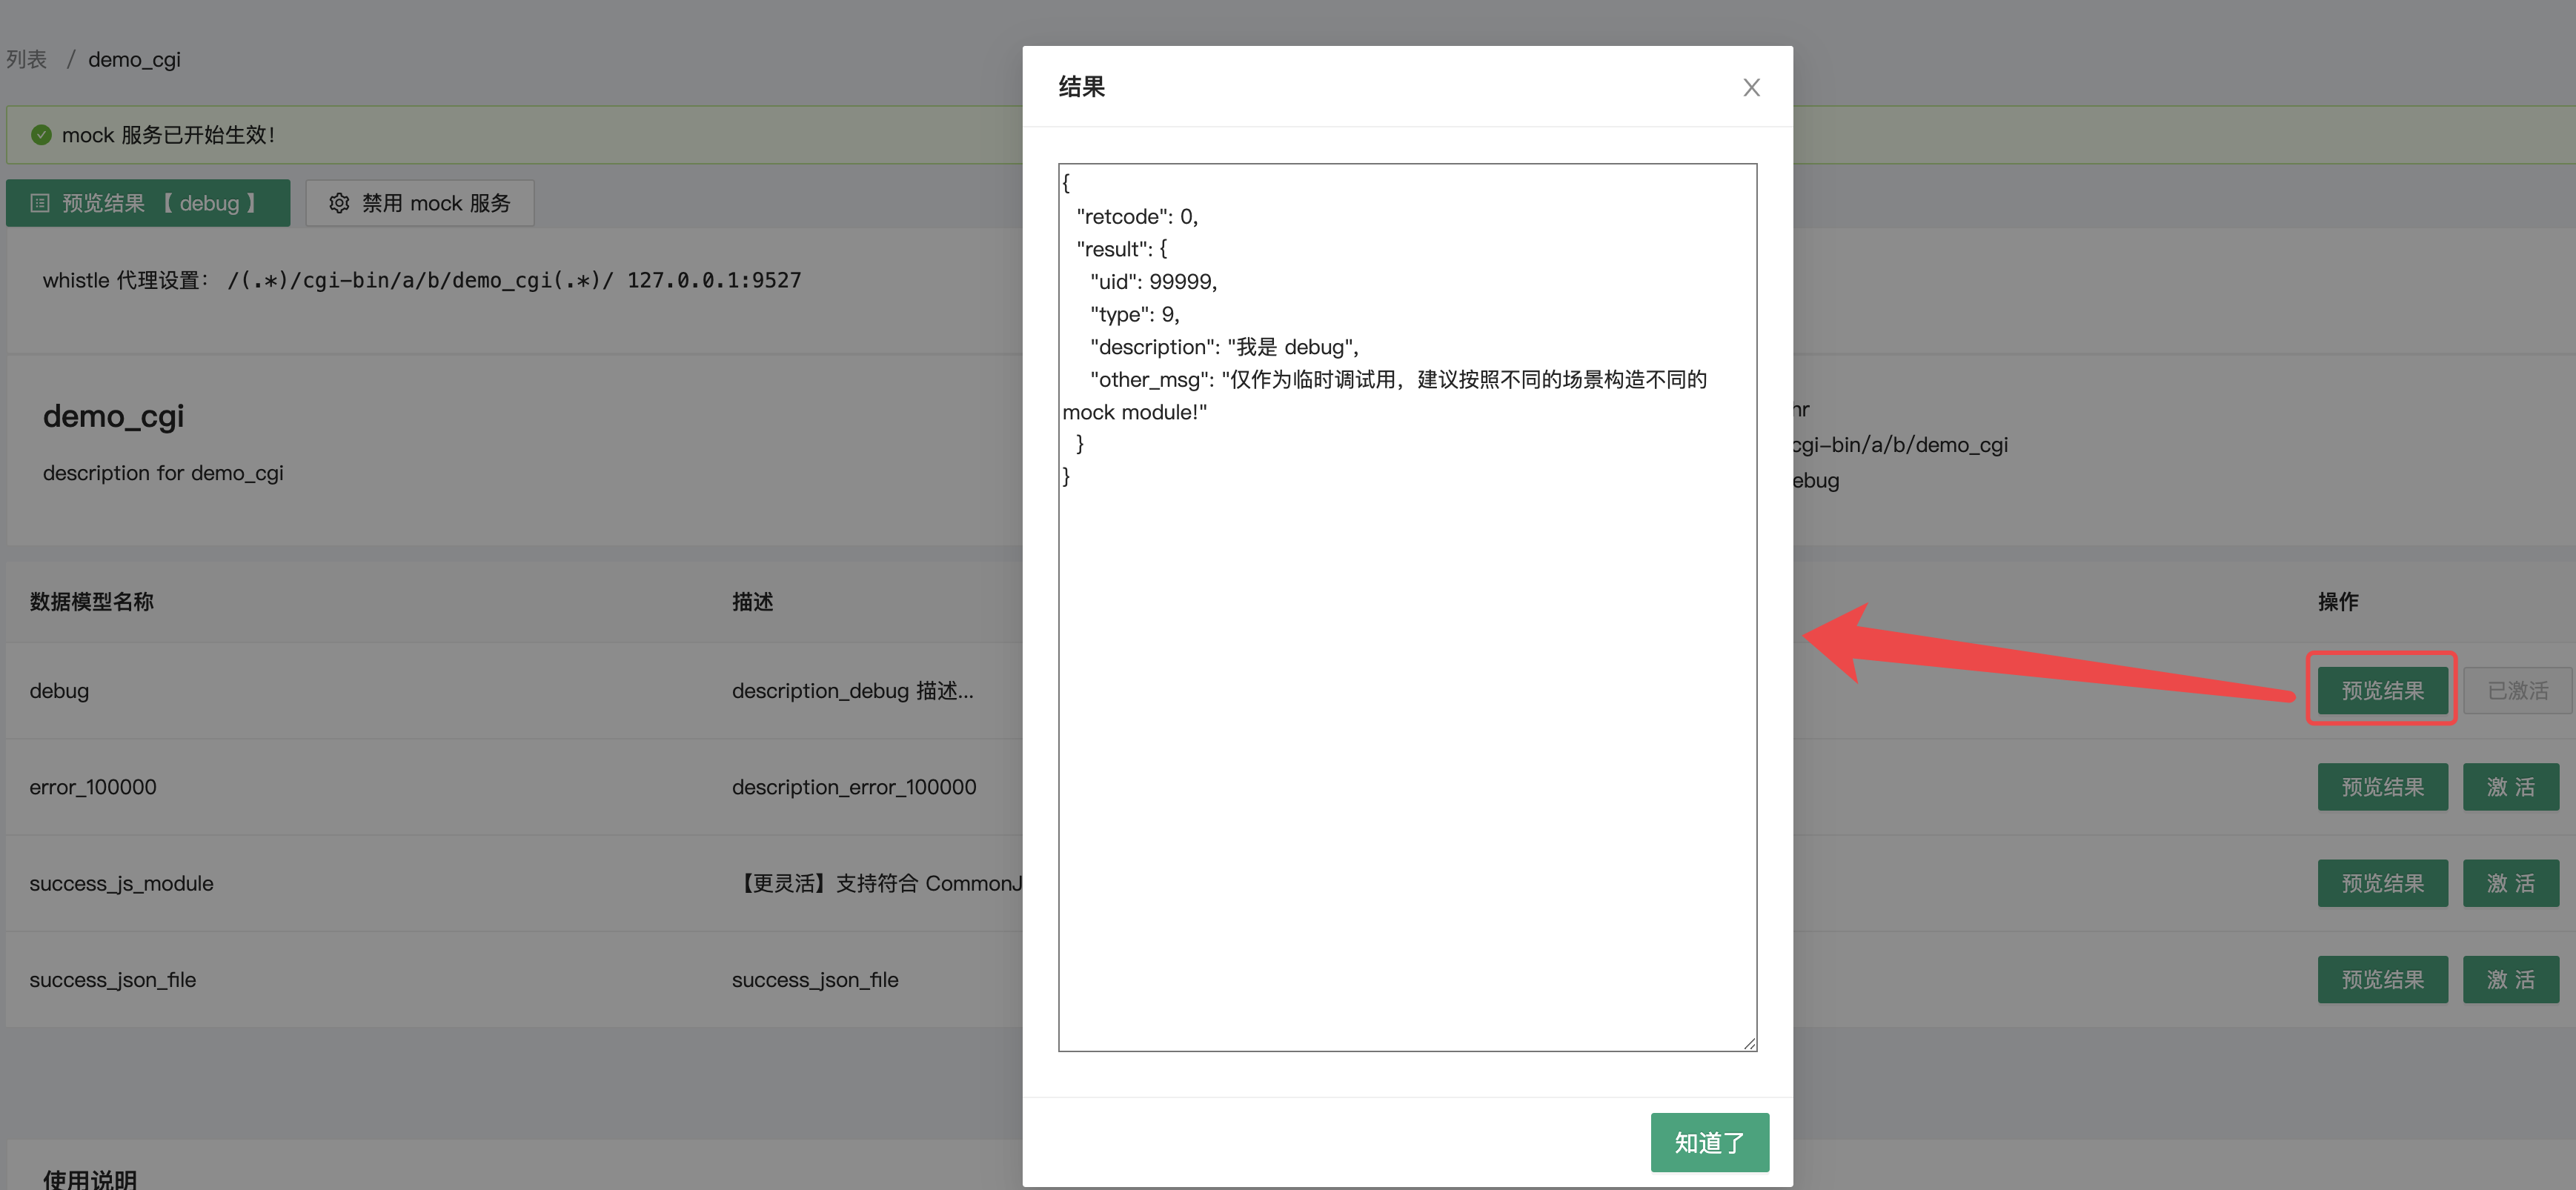 列表 / demo_cgi
mock 服务已开始生效！
预览结果 【 debug 】
禁用 mock 服务
whistle 代理设置： /(.*)/cgi-bin/a/b/demo_cgi(.*)/ 127.0.0.1:9527
demo_cgi
description for demo_cgi
cgi-bin/a/b/demo_cgi
数据模型名称 描述 操作
debug description_debug 描述... 预览结果 已激活
error_100000 description_error_100000 预览结果 激 活
success_js_module 【更灵活】支持符合 CommonJ 预览结果 激 活
success_json_file success_json_file 预览结果 激 活
使用说明
结果
{
"retcode": 0,
"result": {
"uid": 99999,
"type": 9,
"description": "我是 debug",
"other_msg": "仅作为临时调试用，建议按照不同的场景构造不同的
mock module!"
}
}
知道了